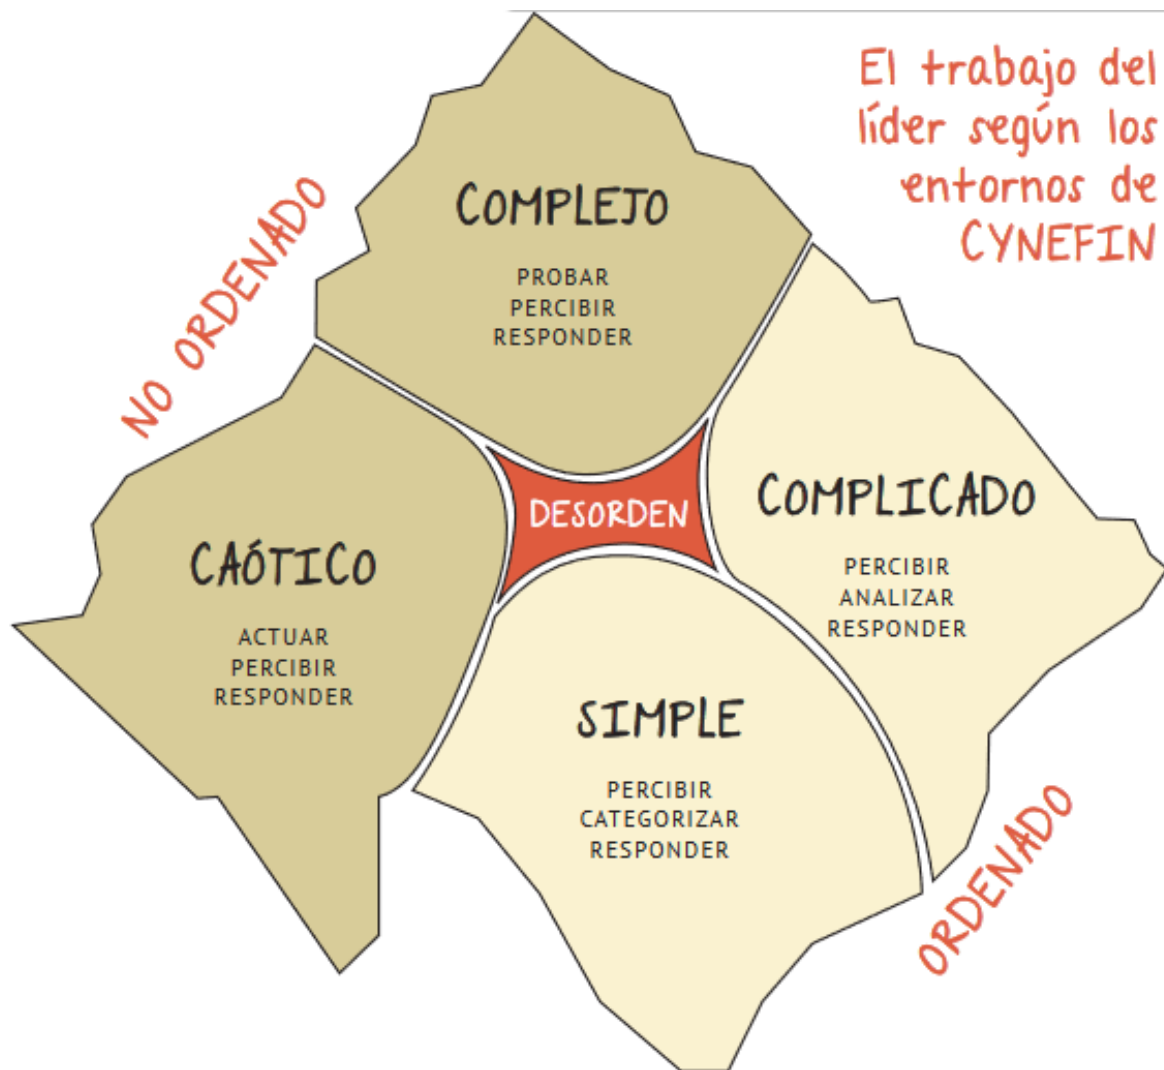 El trabajo del
líder según los
entornos de
CYNEFIN
NO ORDENADO
COMPLEJO
PROBAR
PERCIBIR
RESPONDER
DESORDEN
COMPLICADO
PERCIBIR
ANALIZAR
RESPONDER
CAÓTICO
ACTUAR
PERCIBIR
RESPONDER
SIMPLE
PERCIBIR
CATEGORIZAR
RESPONDER
ORDENADO